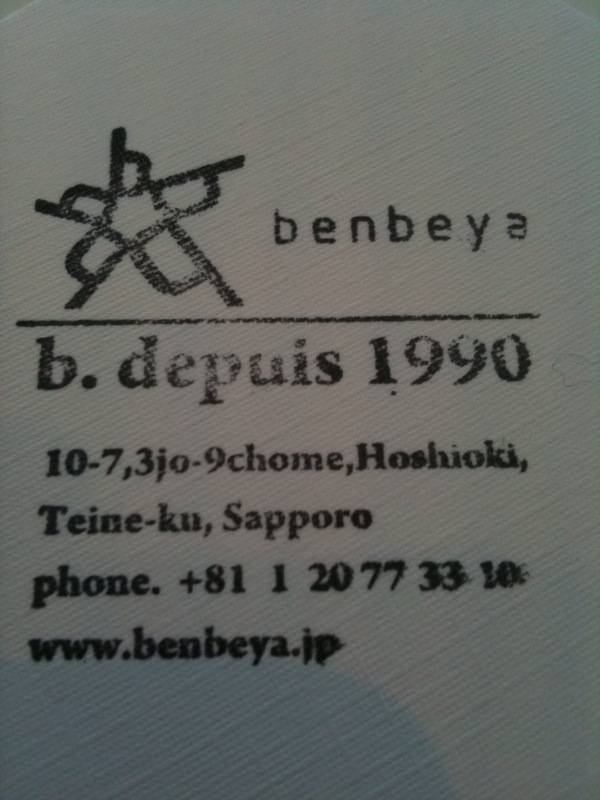 benbeya
b. depuis 1990
10-7,3jo-9chome,Hoshioki,
Teine-ku, Sapporo
phone. +81 1 20 77 33 10
www.benbeya.jp